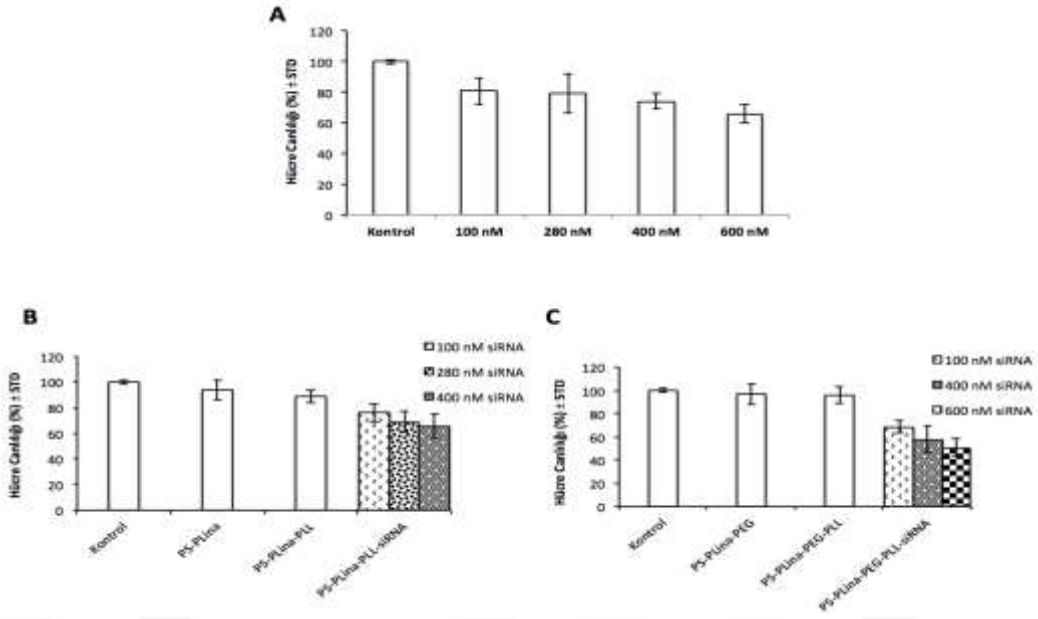 A
Hücre Canlılığı (%) ± STD
120
100
80
60
40
20
0
Kontrol 100 nM 280 nM 400 nM 600 nM
B
Hücre Canlılığı (%) ± STD
120
100
80
60
40
20
0
100 nM siRNA
280 nM siRNA
400 nM siRNA
Kontrol
PS-PLina
PS-PLina-PLL
PS-PLina-PLL-siRNA
C
Hücre Canlılığı (%) ± STD
120
100
80
60
40
20
0
100 nM siRNA
400 nM siRNA
600 nM siRNA
Kontrol
PS-PLina-PEG
PS-PLina-PEG-PLL
PS-PLina-PEG-PLL-siRNA